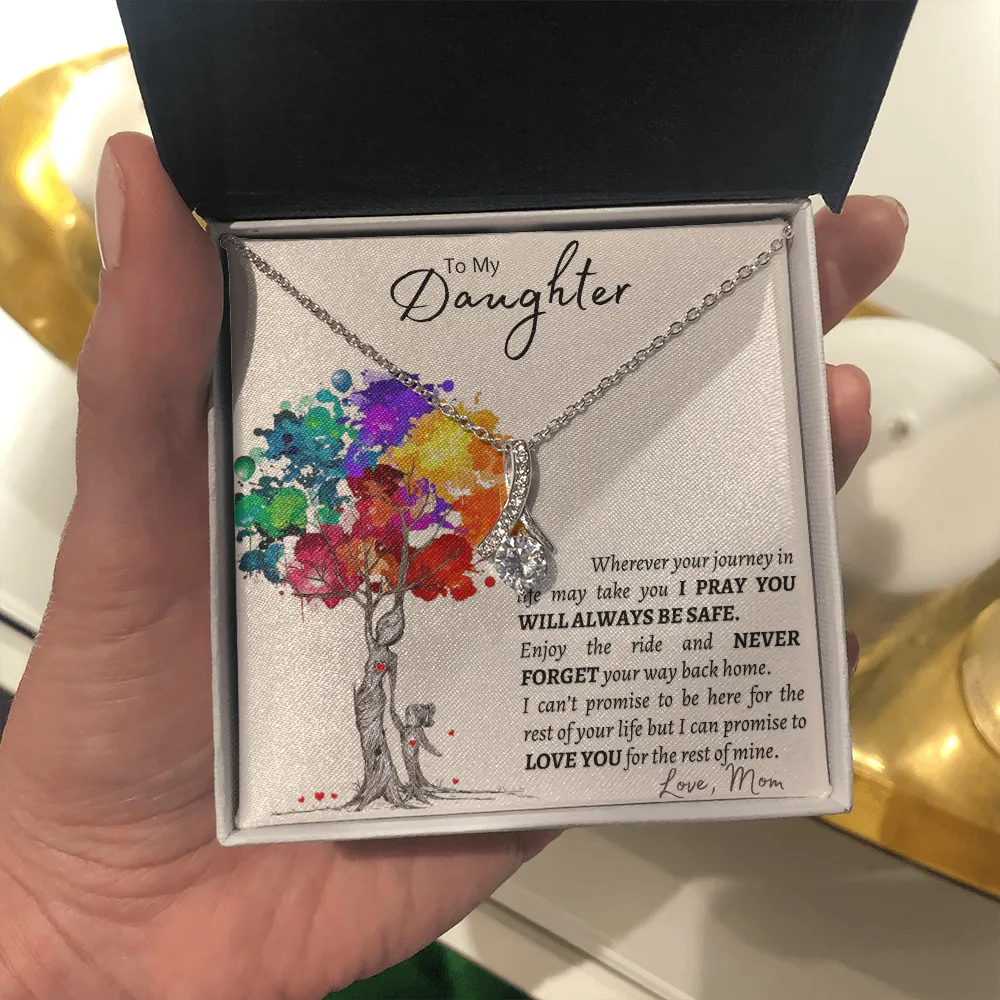 To My
Daughter
Wherever your journey in
life may take you I PRAY YOU
WILL ALWAYS BE SAFE.
Enjoy the ride and NEVER
FORGET your way back home.
I can't promise to be here for the
rest of your life but I can promise to
LOVE YOU for the rest of mine.
Love, Mom